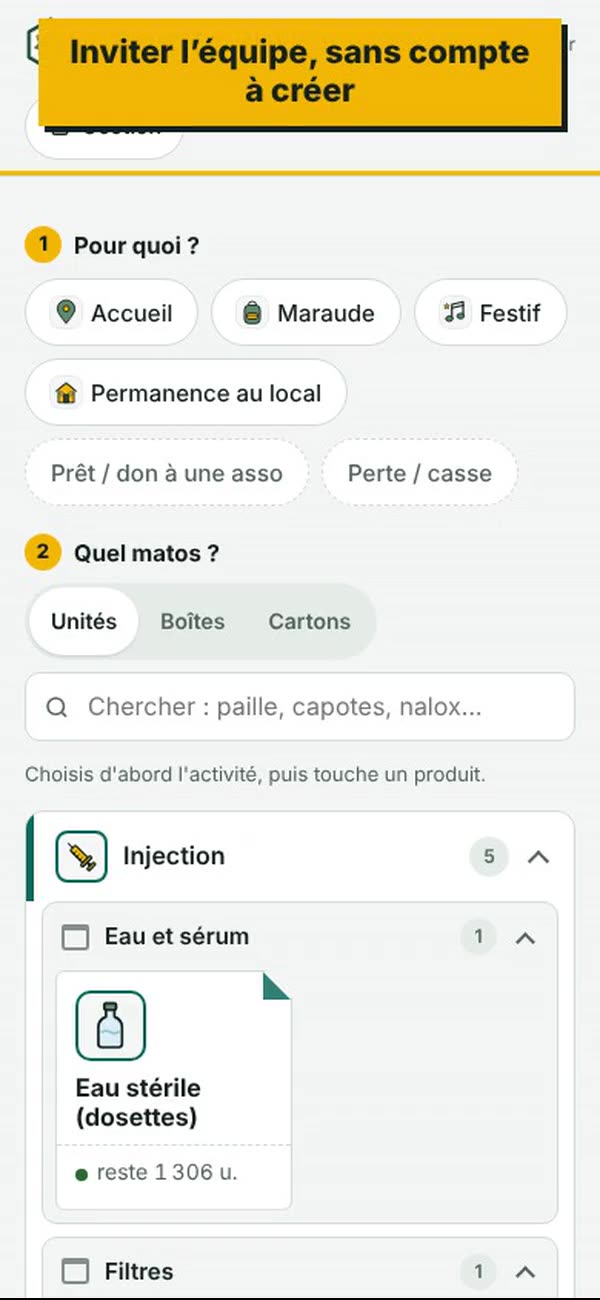 Inviter l’équipe, sans compte
à créer
1 Pour quoi ?
Accueil Maraude Festif
Permanence au local
Prêt / don à une asso Perte / casse
2 Quel matos ?
Unités Boîtes Cartons
Chercher : paille, capotes, nalox...
Choisis d'abord l'activité, puis touche un produit.
Injection 5
Eau et sérum 1
Eau stérile
(dosettes)
reste 1 306 u.
Filtres 1